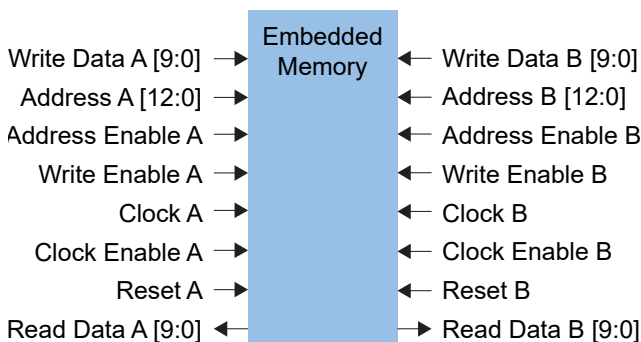 Embedded
Memory
Write Data A [9:0]
Address A [12:0]
Address Enable A
Write Enable A
Clock A
Clock Enable A
Reset A
Read Data A [9:0]
Write Data B [9:0]
Address B [12:0]
Address Enable B
Write Enable B
Clock B
Clock Enable B
Reset B
Read Data B [9:0]